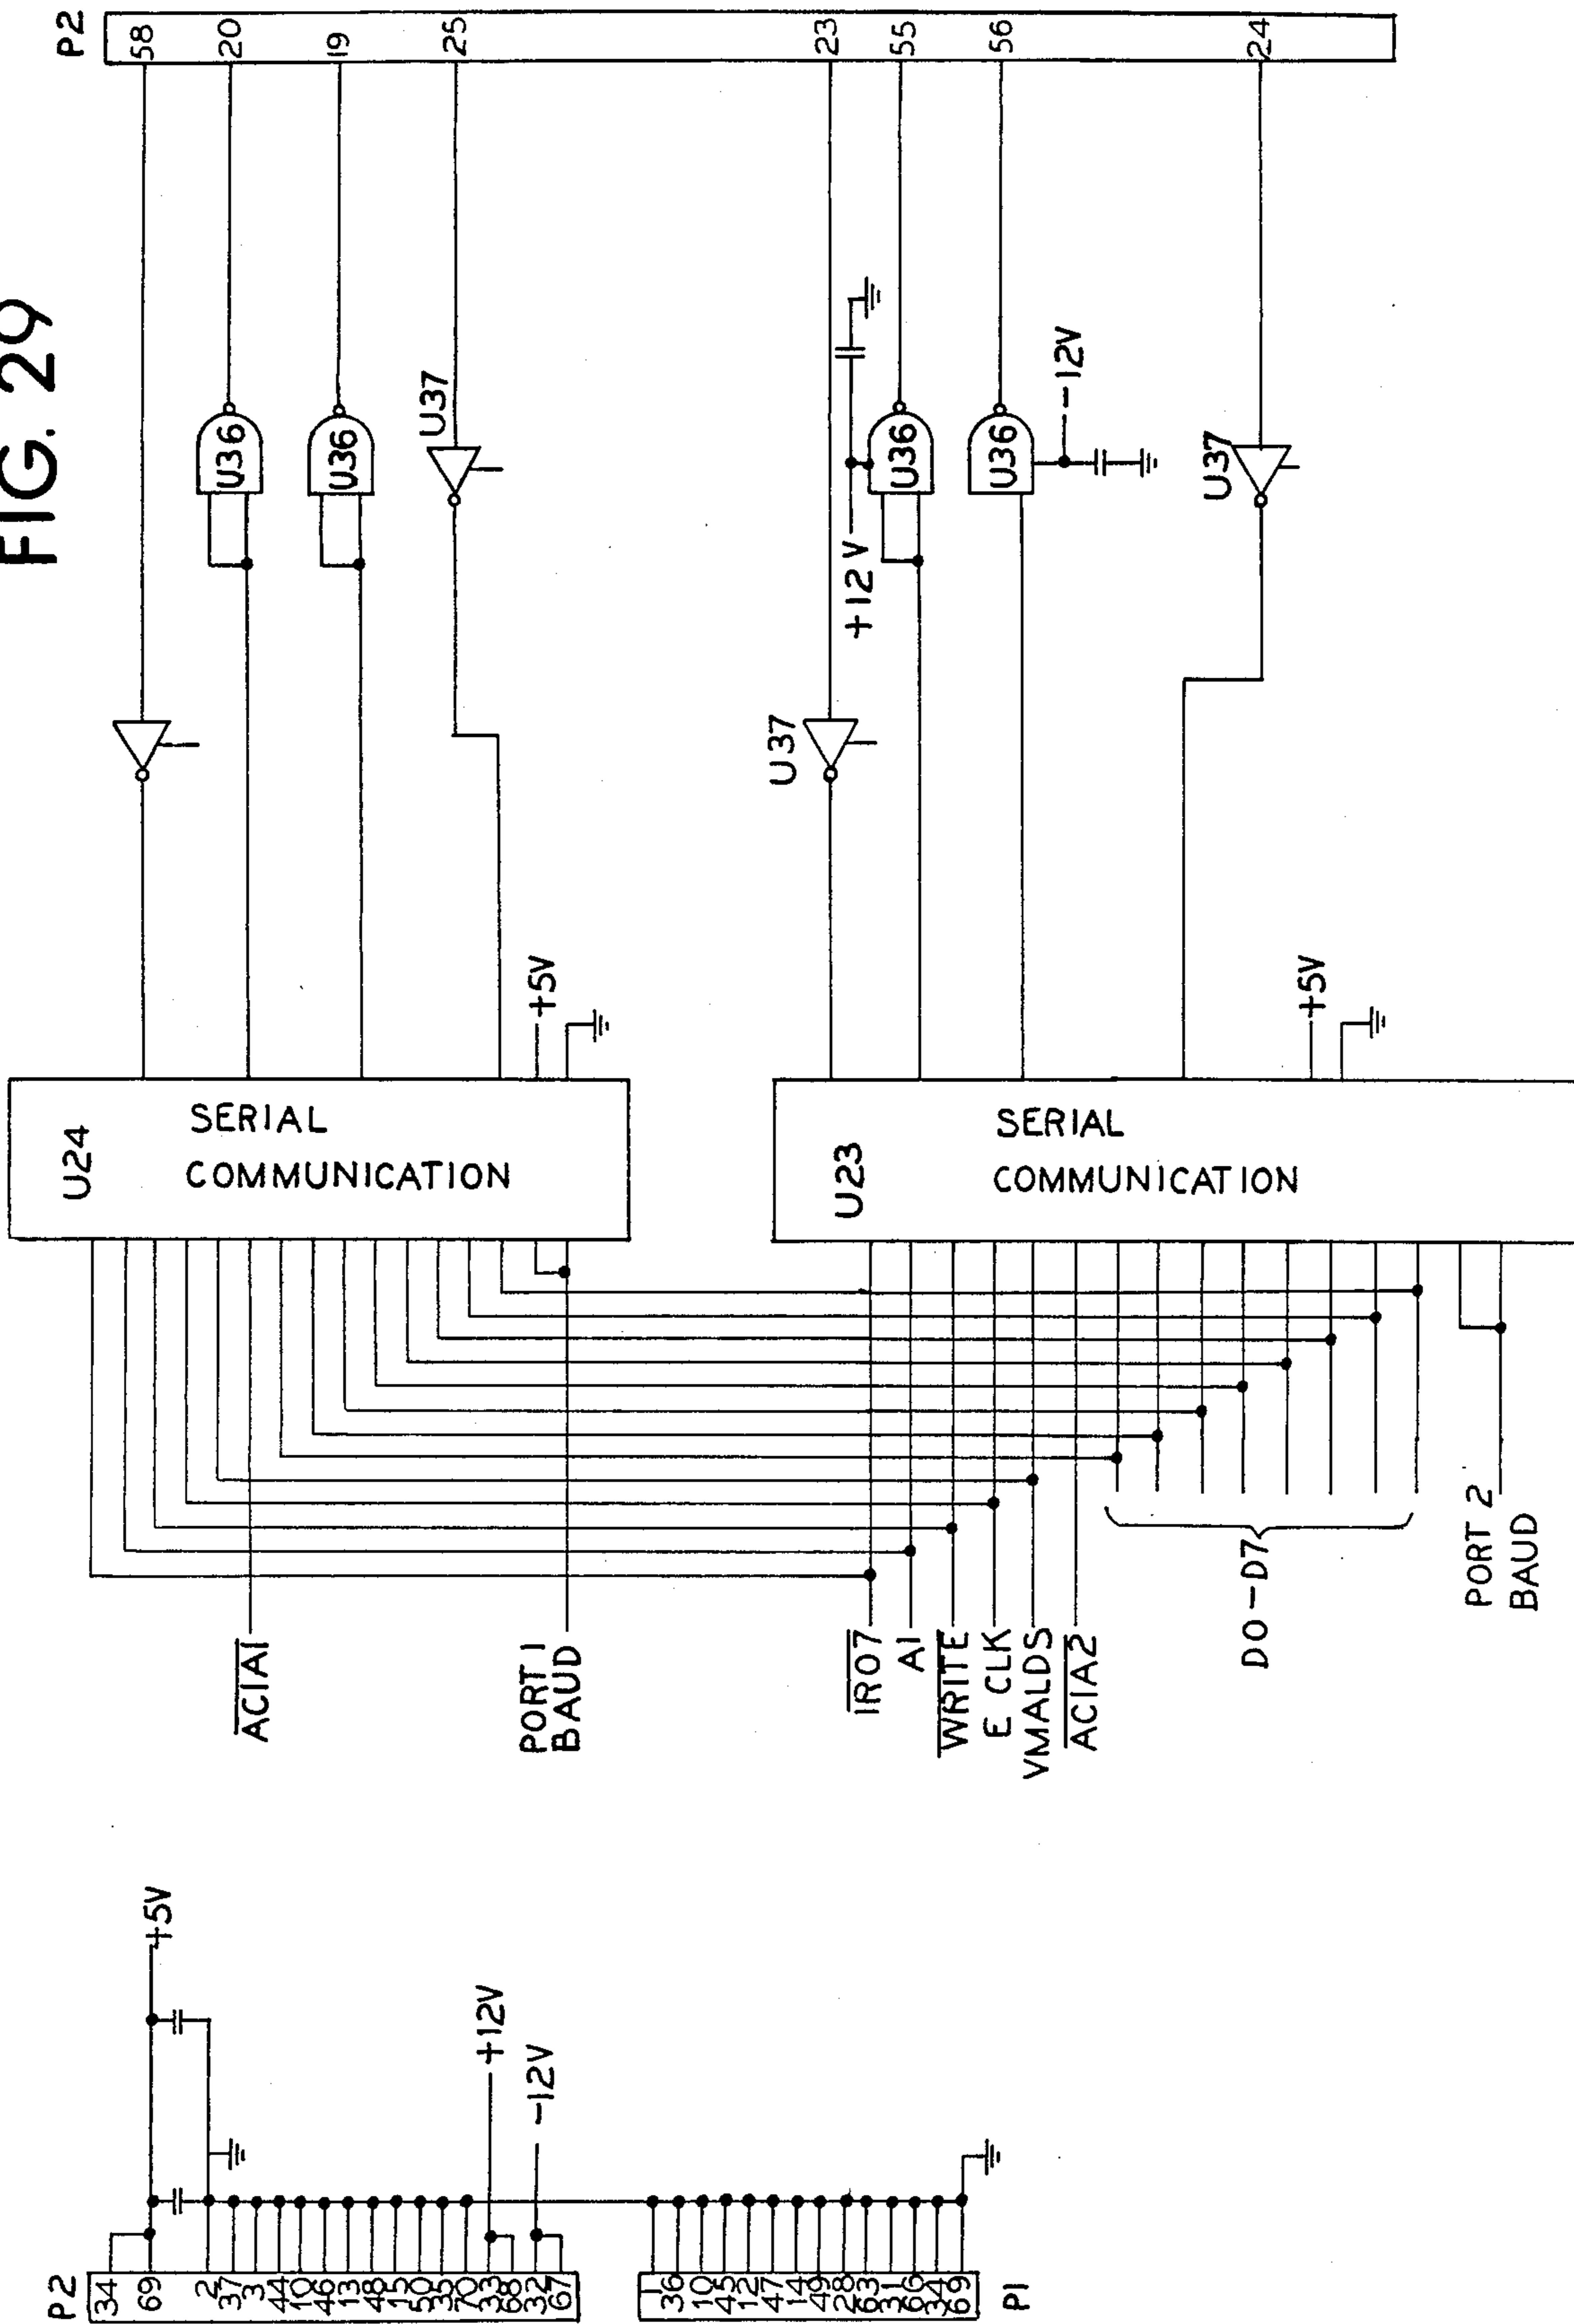 FIG. 29
P2
58
20
19
25
23
55
56
24
U36
U36
U37
U37
+12V
U36
U36
-12V
U37
+5V
+5V
U24
SERIAL
COMMUNICATION
U23
SERIAL
COMMUNICATION
ACIA1
PORT 1
BAUD
IRO7
A1
WRITE
E CLK
VMALDS
ACIA2
DO-D7
PORT 2
BAUD
+5V
+12V
-12V
P2
34
69
2
37
3
44
10
46
13
48
15
50
35
70
33
68
32
67
1
36
10
45
12
47
14
49
28
63
31
66
34
69
P1